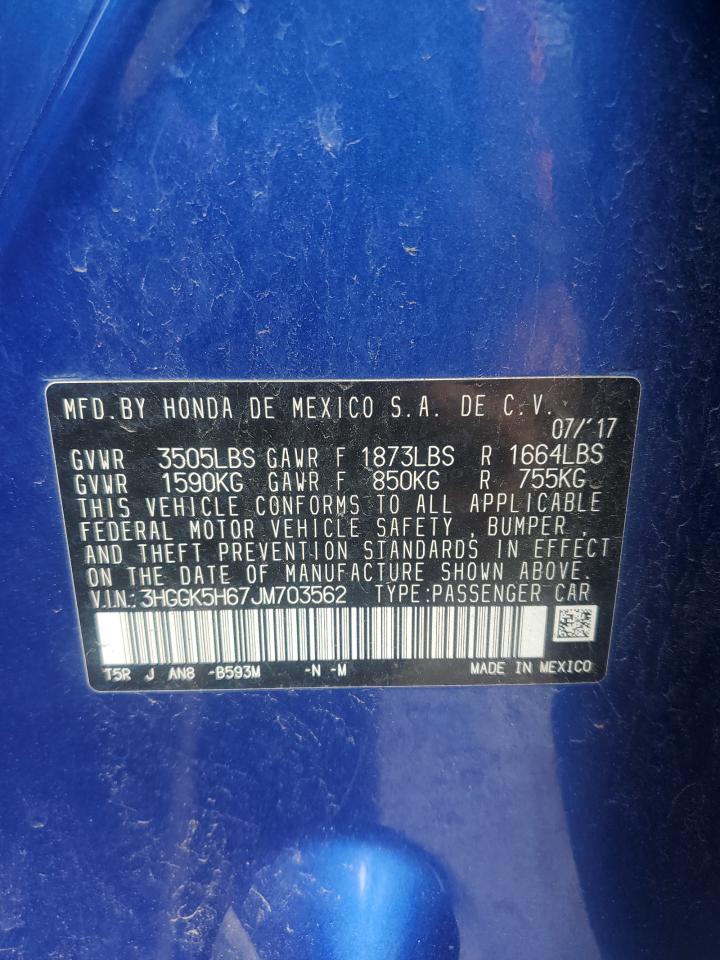 MFD.BY HONDA DE MEXICO S.A. DE C.V.
07/'17
GVWR 3505LBS GAWR F 1873LBS R 1664LBS
GVWR 1590KG GAWR F 850KG R 755KG
THIS VEHICLE CONFORMS TO ALL APPLICABLE
FEDERAL MOTOR VEHICLE SAFETY , BUMPER ,
AND THEFT PREVENTION STANDARDS IN EFFECT
ON THE DATE OF MANUFACTURE SHOWN ABOVE.
V.I.N.: 3HGGK5H67JM703562 TYPE:PASSENGER CAR
T5R J AN8 -B593M -N -M MADE IN MEXICO